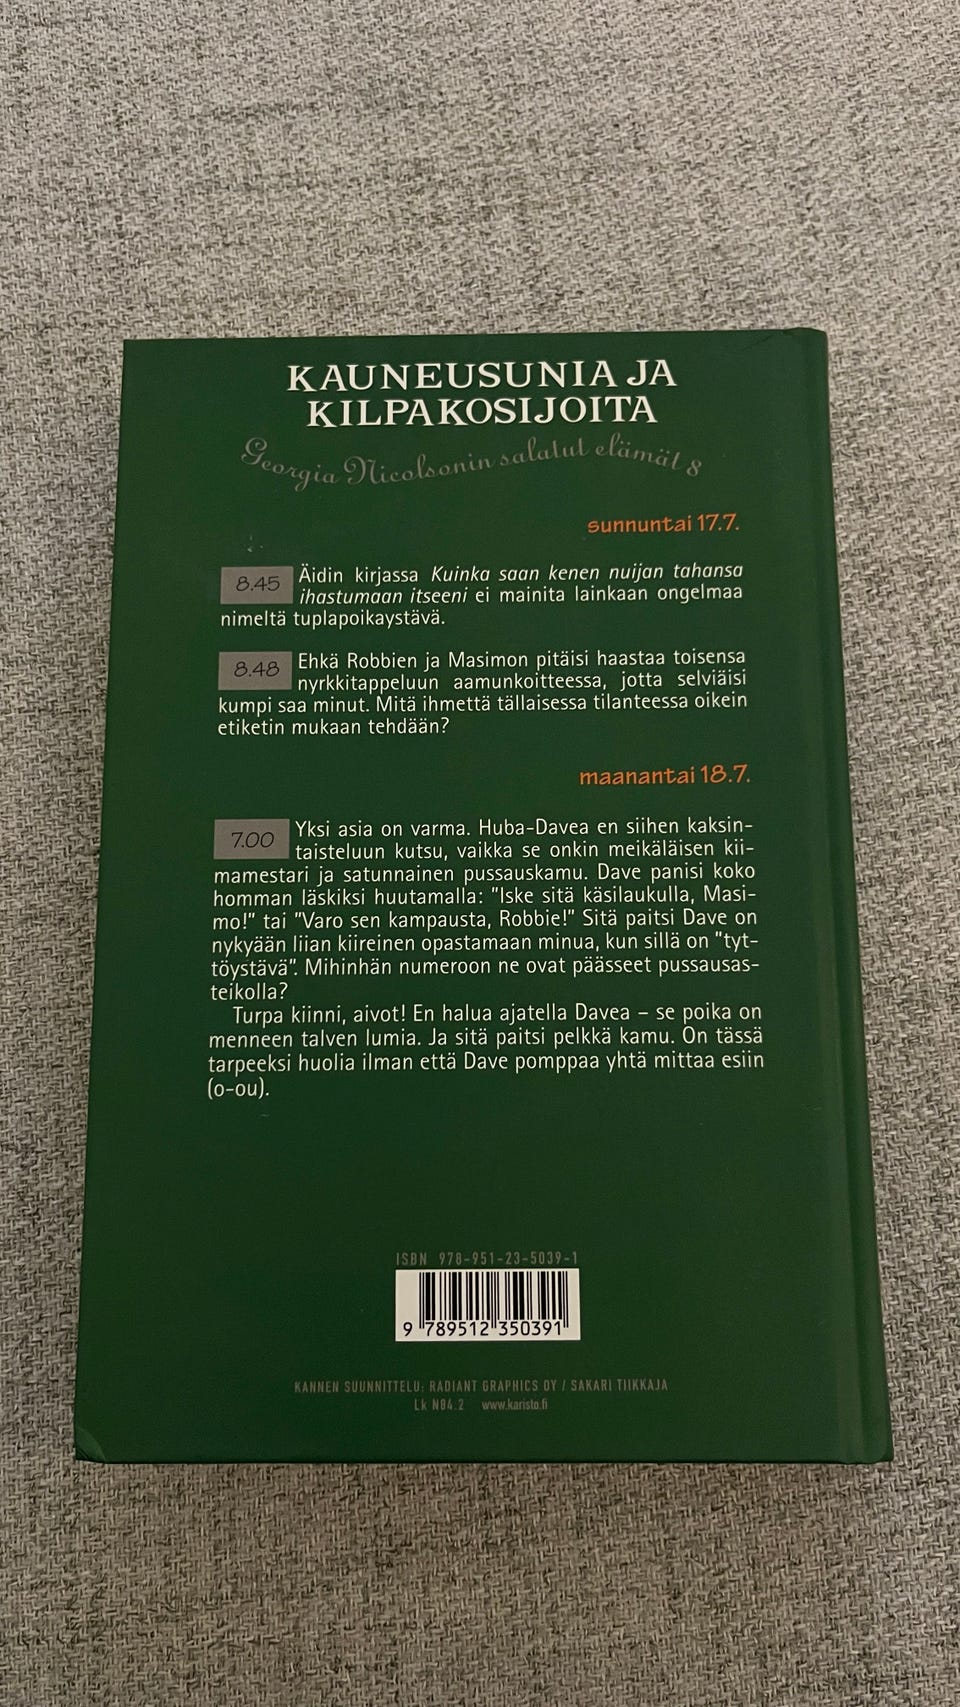 KAUNEUSUNIA JA
KILPAKOSIJOITA
Georgia Nicolsonin salatut elämät 8
sunnuntai 17.7.
8.45 Äidin kirjassa Kuinka saan kenen nuijan tahansa
ihastumaan itseeni ei mainita lainkaan ongelmaa
nimeltä tuplapoikaystävä.
8.48 Ehkä Robbien ja Masimon pitäisi haastaa toisensa
nyrkkitappeluun aamunkoitteessa, jotta selviäisi
kumpi saa minut. Mitä ihmettä tällaisessa tilanteessa oikein
etiketin mukaan tehdään?
maanantai 18.7.
7.00 Yksi asia on varma. Huba-Davea en siihen kaksin-
taisteluun kutsu, vaikka se onkin meikäläisen kii-
mamestari ja satunnainen pussauskamu. Dave panisi koko
homman läskiksi huutamalla: "Iske sitä käsilaukulla, Masi-
mo!" tai "Varo sen kampausta, Robbie!" Sitä paitsi Dave on
nykyään liian kiireinen opastamaan minua, kun sillä on "tyt-
töystävä". Mihinhän numeroon ne ovat päässeet pussausas-
teikolla?
Turpa kiinni, aivot! En halua ajatella Davea – se poika on
menneen talven lumia. Ja sitä paitsi pelkkä kamu. On tässä
tarpeeksi huolia ilman että Dave pomppaa yhtä mittaa esiin
(o-ou).
ISBN 978-951-23-5039-1
9 789512 350391
KANNEN SUUNNITTELU: RADIANT GRAPHICS OY / SAKARI TIIKKAJA
Lk N84.2 www.karisto.fi